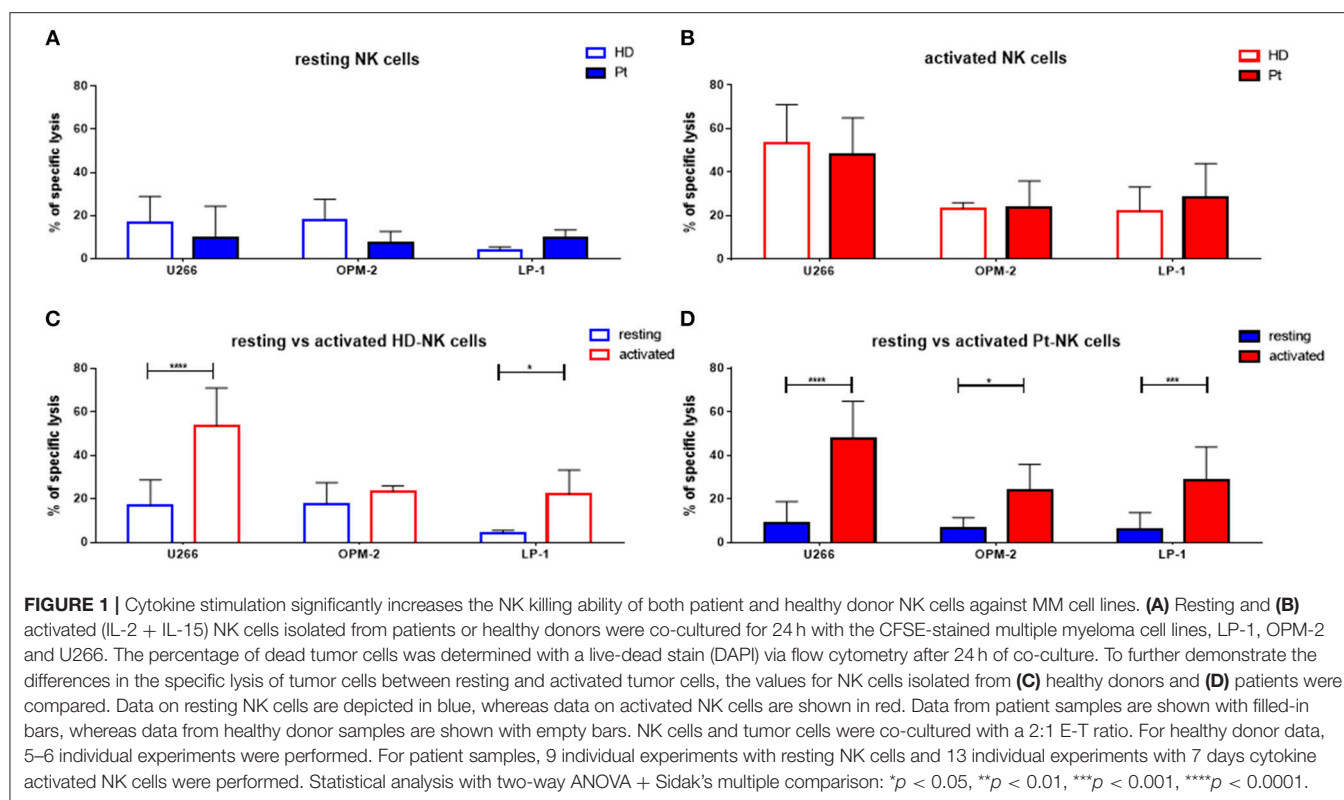 A
resting NK cells
HD
Pt
% of specific lysis
80
60
40
20
0
U266
OPM-2
LP-1
B
activated NK cells
HD
Pt
% of specific lysis
80
60
40
20
0
U266
OPM-2
LP-1
C
resting vs activated HD-NK cells
resting
activated
% of specific lysis
80
60
40
20
0
****
*
U266
OPM-2
LP-1
D
resting vs activated Pt-NK cells
resting
activated
% of specific lysis
80
60
40
20
0
****
*
***
U266
OPM-2
LP-1
FIGURE 1 | Cytokine stimulation significantly increases the NK killing ability of both patient and healthy donor NK cells against MM cell lines. (A) Resting and (B)
activated (IL-2 + IL-15) NK cells isolated from patients or healthy donors were co-cultured for 24 h with the CFSE-stained multiple myeloma cell lines, LP-1, OPM-2
and U266. The percentage of dead tumor cells was determined with a live-dead stain (DAPI) via flow cytometry after 24 h of co-culture. To further demonstrate the
differences in the specific lysis of tumor cells between resting and activated tumor cells, the values for NK cells isolated from (C) healthy donors and (D) patients were
compared. Data on resting NK cells are depicted in blue, whereas data on activated NK cells are shown in red. Data from patient samples are shown with filled-in
bars, whereas data from healthy donor samples are shown with empty bars. NK cells and tumor cells were co-cultured with a 2:1 E-T ratio. For healthy donor data,
5–6 individual experiments were performed. For patient samples, 9 individual experiments with resting NK cells and 13 individual experiments with 7 days cytokine
activated NK cells were performed. Statistical analysis with two-way ANOVA + Sidak's multiple comparison: *p < 0.05, **p < 0.01, ***p < 0.001, ****p < 0.0001.